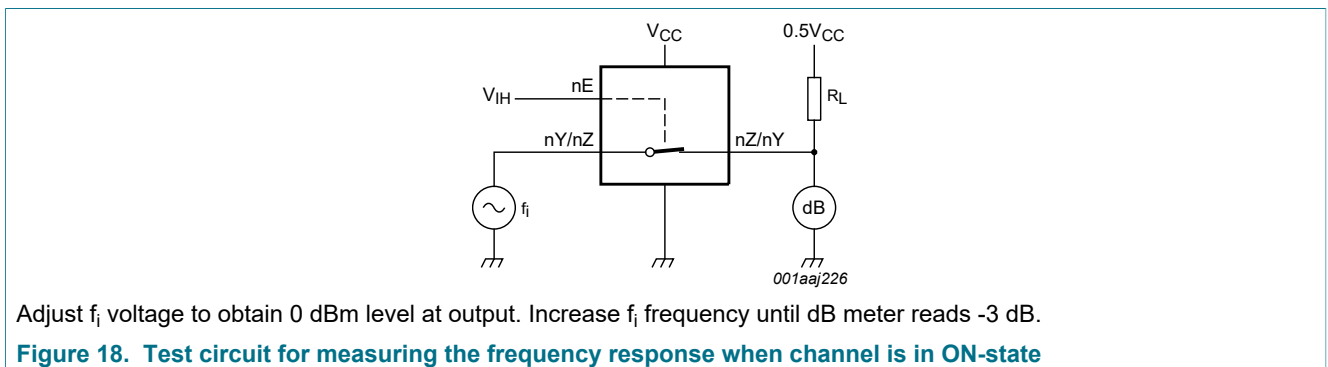 VCC
0.5VCC
nE
VIH
RL
nY/nZ
nZ/nY
fi
dB
001aaj226
Adjust fi voltage to obtain 0 dBm level at output. Increase fi frequency until dB meter reads -3 dB.
Figure 18. Test circuit for measuring the frequency response when channel is in ON-state